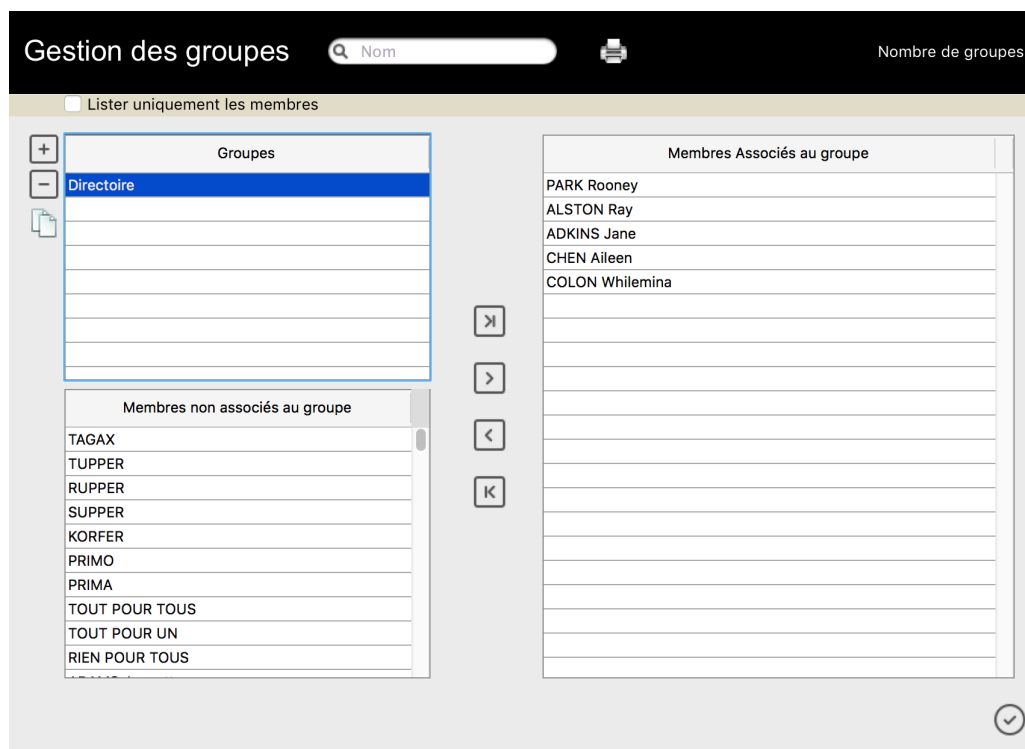 Gestion des groupes
Nom
Nombre de groupes
Lister uniquement les membres
Groupes
Directoire
Membres non associés au groupe
TAGAX
TUPPER
RUPPER
SUPPER
KORFER
PRIMO
PRIMA
TOUT POUR TOUS
TOUT POUR UN
RIEN POUR TOUS
Membres Associés au groupe
PARK Rooney
ALSTON Ray
ADKINS Jane
CHEN Aileen
COLON Whilemina